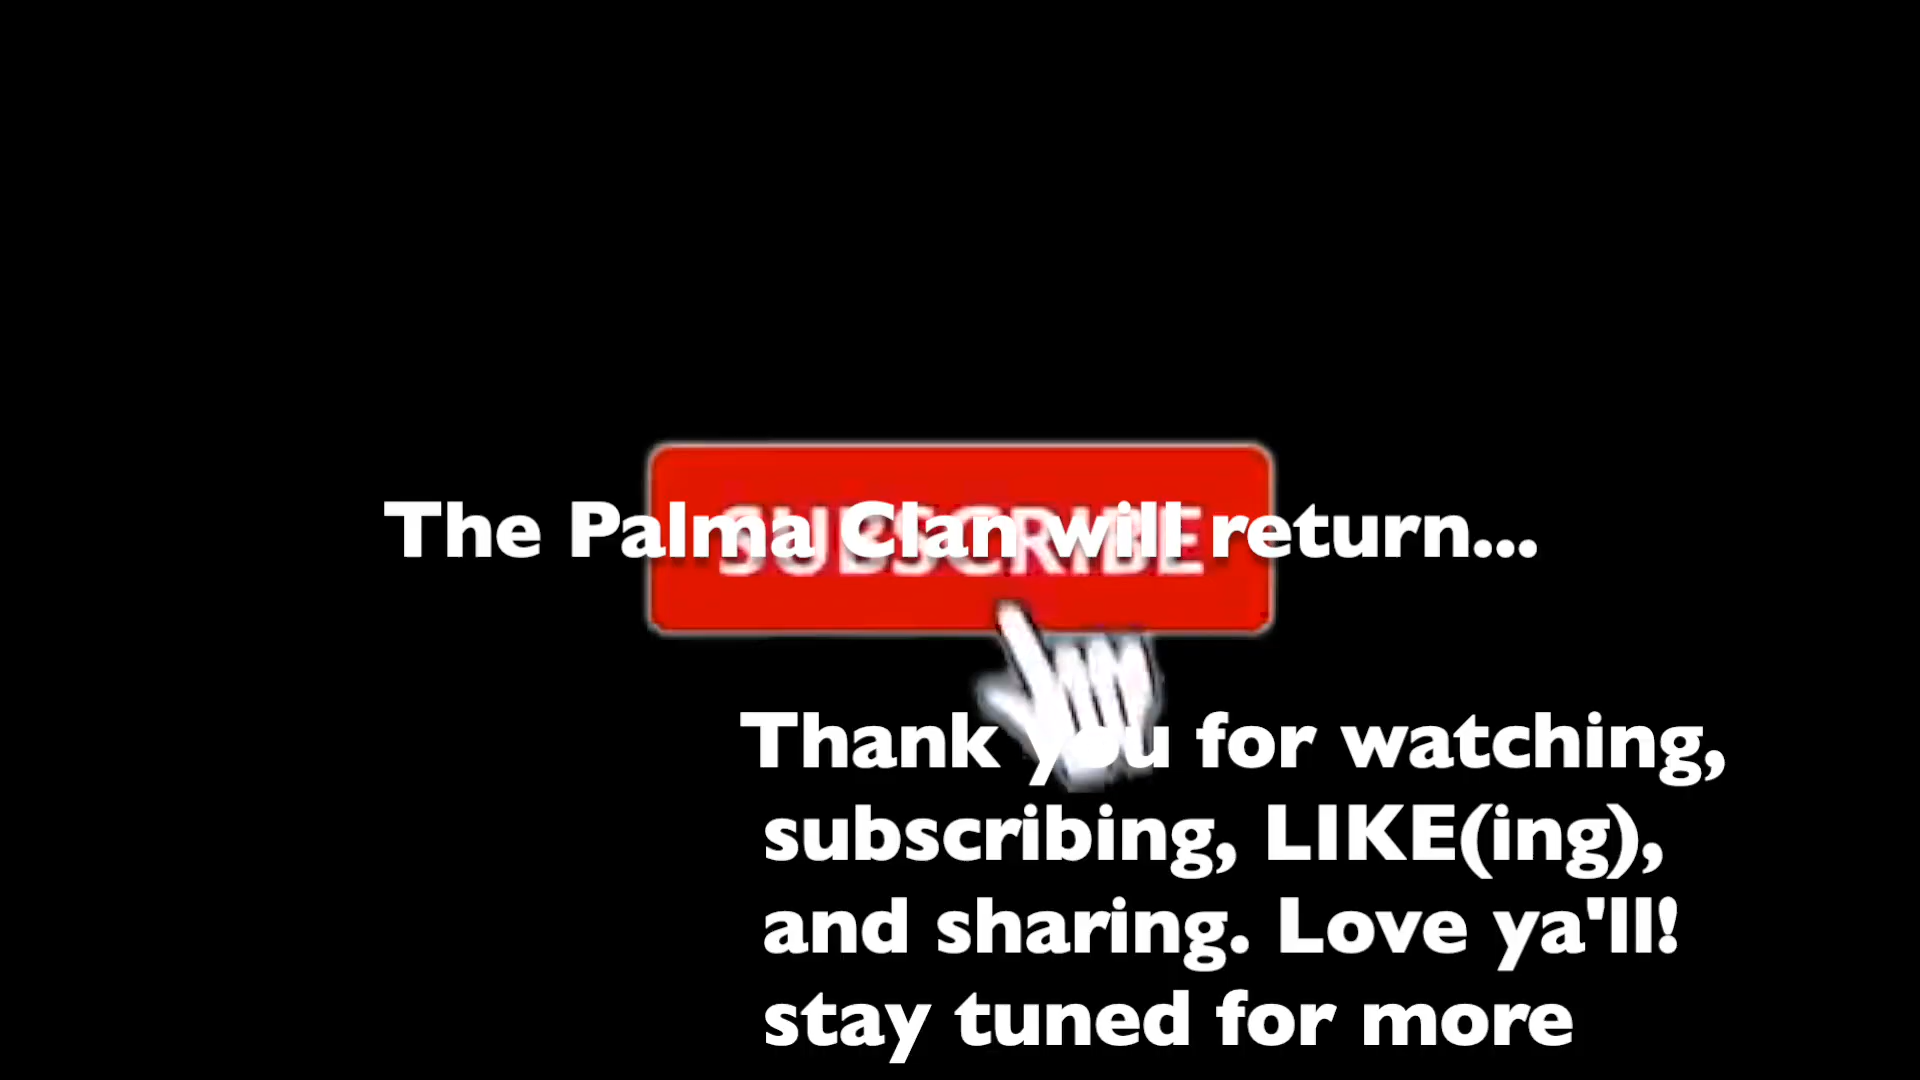 The Palma Clan will return...
SUBSCRIBE
Thank you for watching,
subscribing, LIKE(ing),
and sharing. Love ya'll!
stay tuned for more